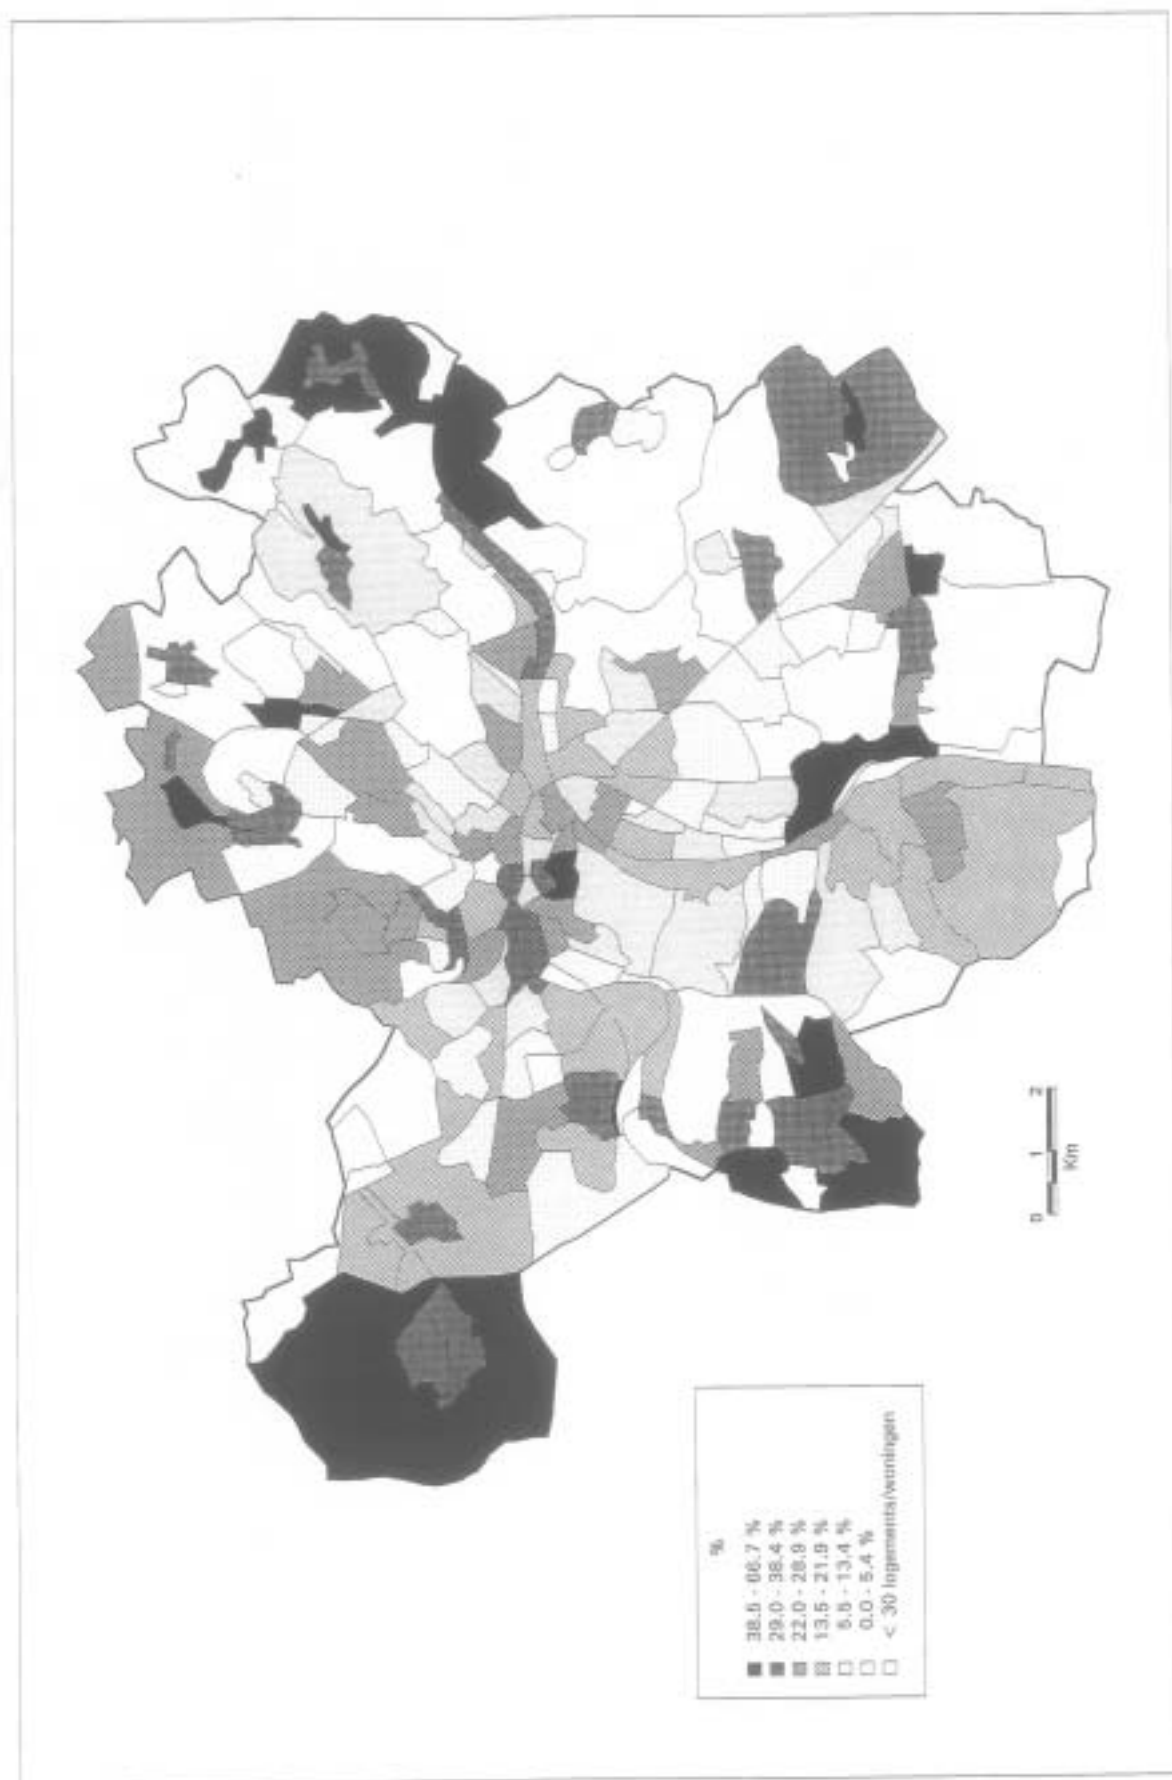 %
38.5 - 66.7 %
29.0 - 38.4 %
22.0 - 28.9 %
13.5 - 21.9 %
5.5 - 13.4 %
0.0 - 5.4 %
< 30 logements/woningen
0 1 2
Km